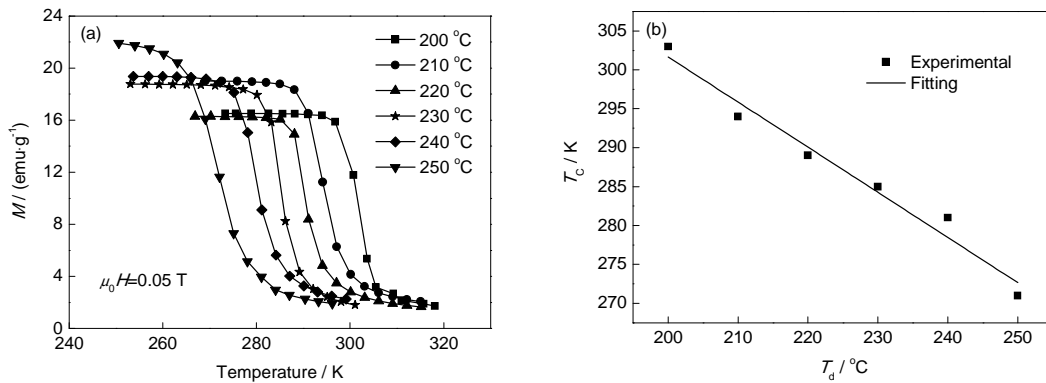 (a)
200 °C
210 °C
220 °C
230 °C
240 °C
250 °C
μ₀H=0.05 T
M / (emu·g⁻¹)
24
20
16
12
8
4
0
240 260 280 300 320
Temperature / K
(b)
Experimental
Fitting
T_C / K
305
300
295
290
285
280
275
270
200 210 220 230 240 250
T_d / °C